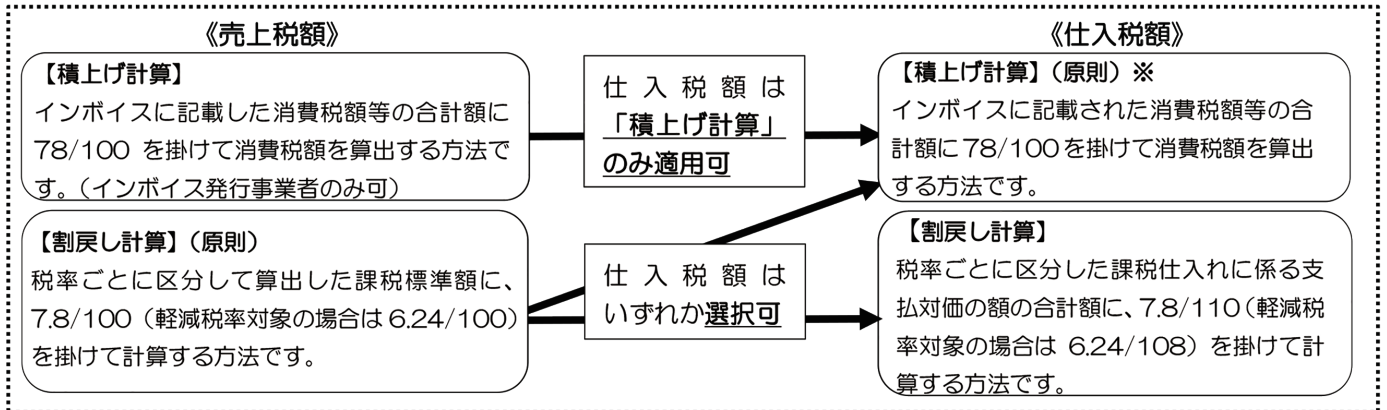 《売上税額》
【積上げ計算】
インボイスに記載した消費税額等の合計額に
78/100 を掛けて消費税額を算出する方法で
す。（インボイス発行事業者のみ可）
【割戻し計算】（原則）
税率ごとに区分して算出した課税標準額に、
7.8/100（軽減税率対象の場合は 6.24/100）
を掛けて計算する方法です。
仕入税額は
「積上げ計算」
のみ適用可
仕入税額は
いずれか選択可
《仕入税額》
【積上げ計算】（原則）※
インボイスに記載された消費税額等の合
計額に78/100を掛けて消費税額を算出
する方法です。
【割戻し計算】
税率ごとに区分した課税仕入れに係る支
払対価の額の合計額に、7.8/110（軽減税
率対象の場合は 6.24/108）を掛けて計
算する方法です。